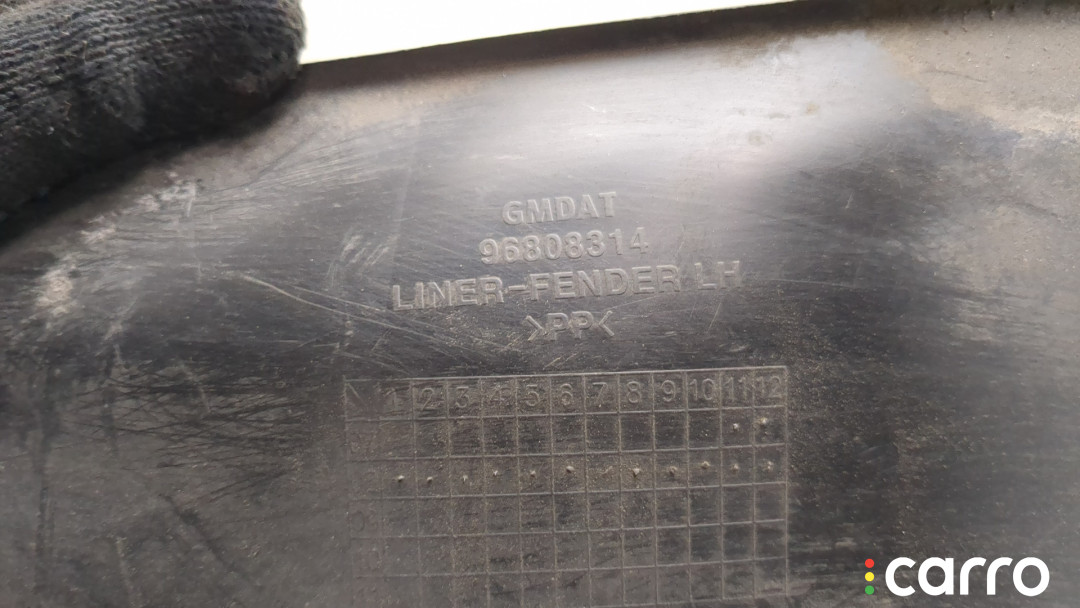 GMDAT
96808314
LINER-FENDER LH
>PP<
1 2 3 4 5 6 7 8 9 10 11 12
carro